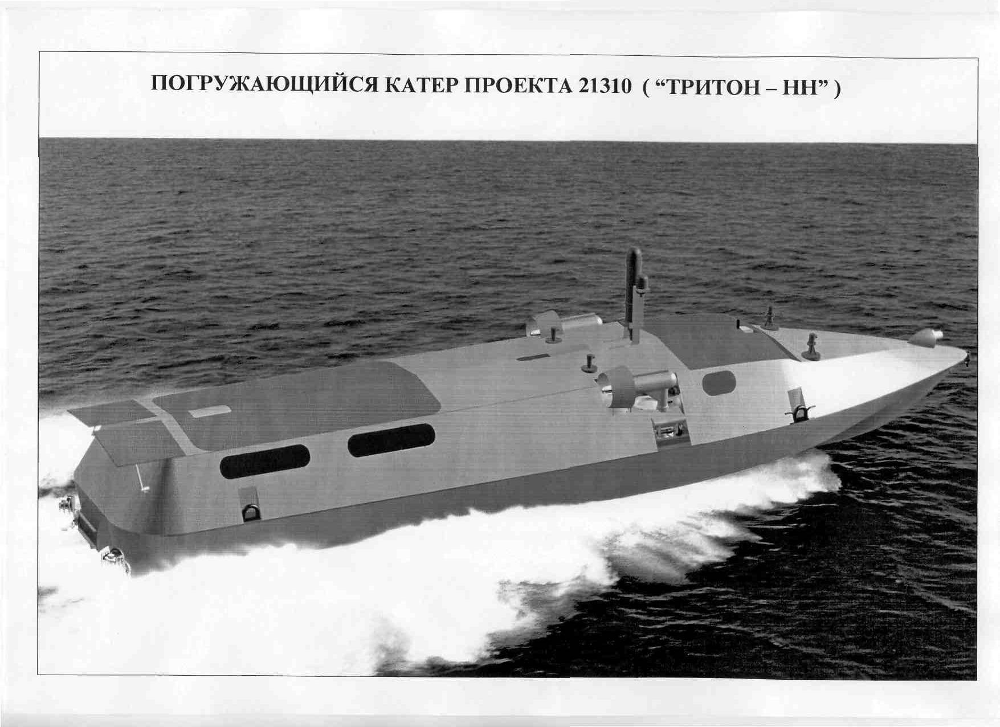 ПОГРУЖАЮЩИЙСЯ КАТЕР ПРОЕКТА 21310 ( “ТРИТОН – НН” )